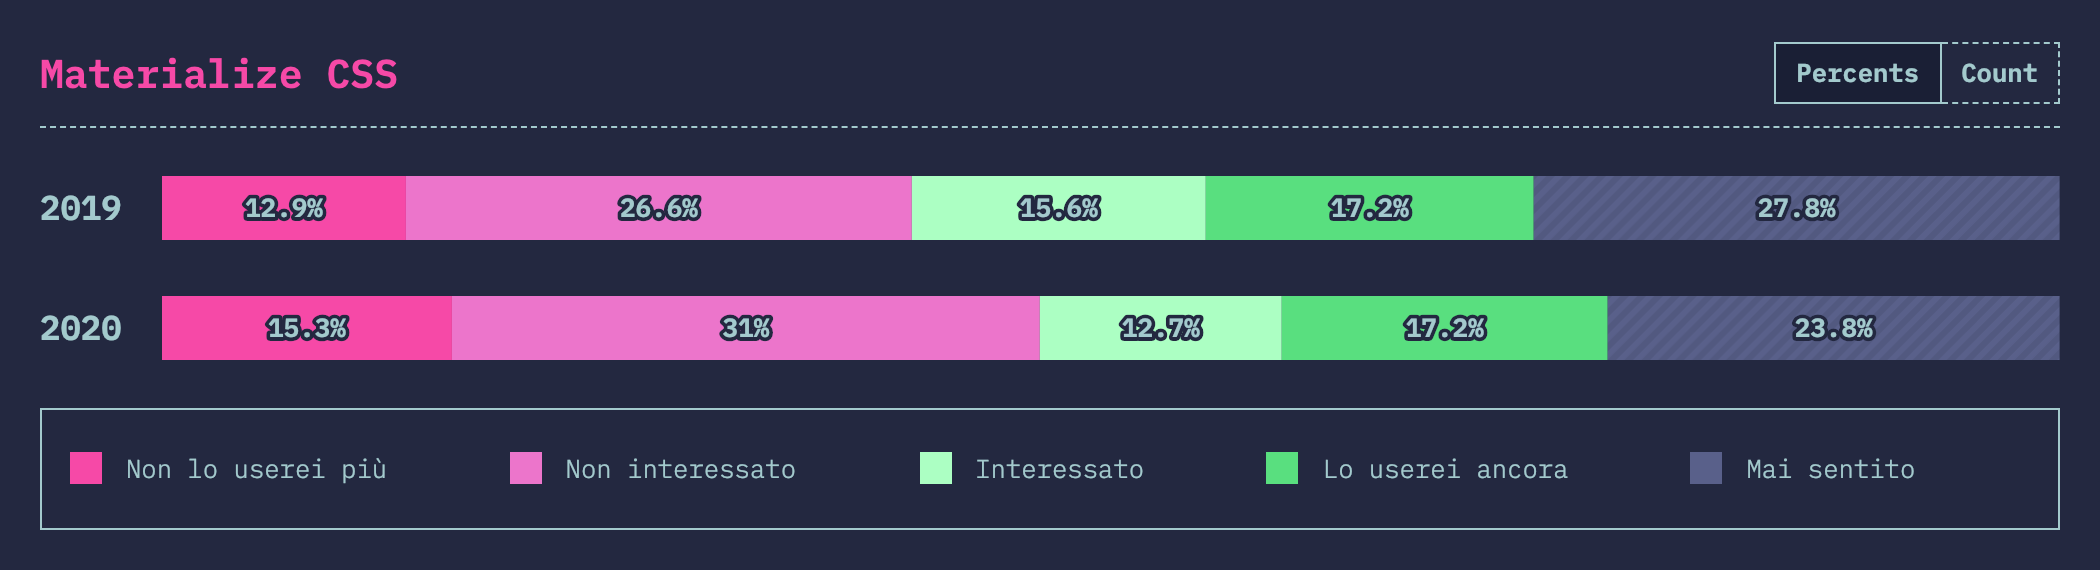 Materialize CSS
Percents Count
2019 12.9% 26.6% 15.6% 17.2% 27.8%
2020 15.3% 31% 12.7% 17.2% 23.8%
Non lo userei più Non interessato Interessato Lo userei ancora Mai sentito